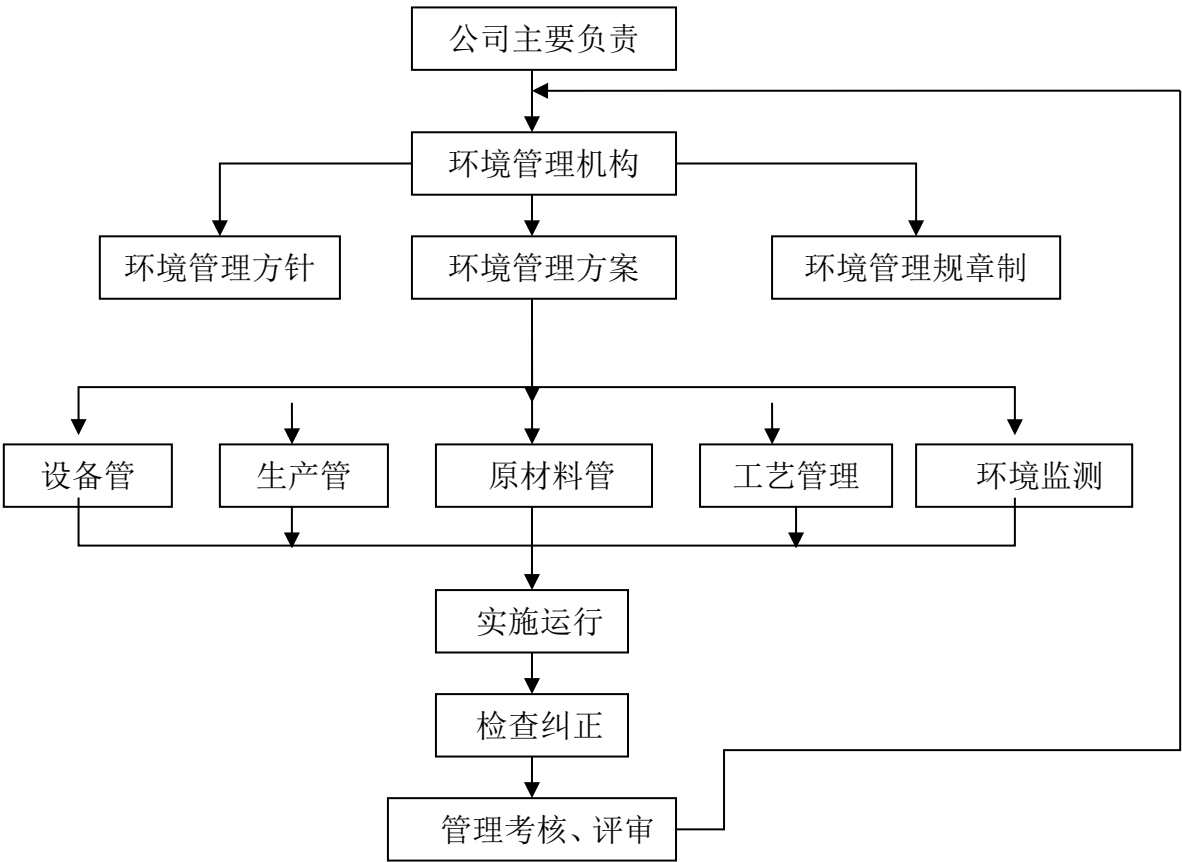 公司主要负责
环境管理机构
环境管理方针
环境管理方案
环境管理规章制
设备管
生产管
原材料管
工艺管理
环境监测
实施运行
检查纠正
管理考核、评审